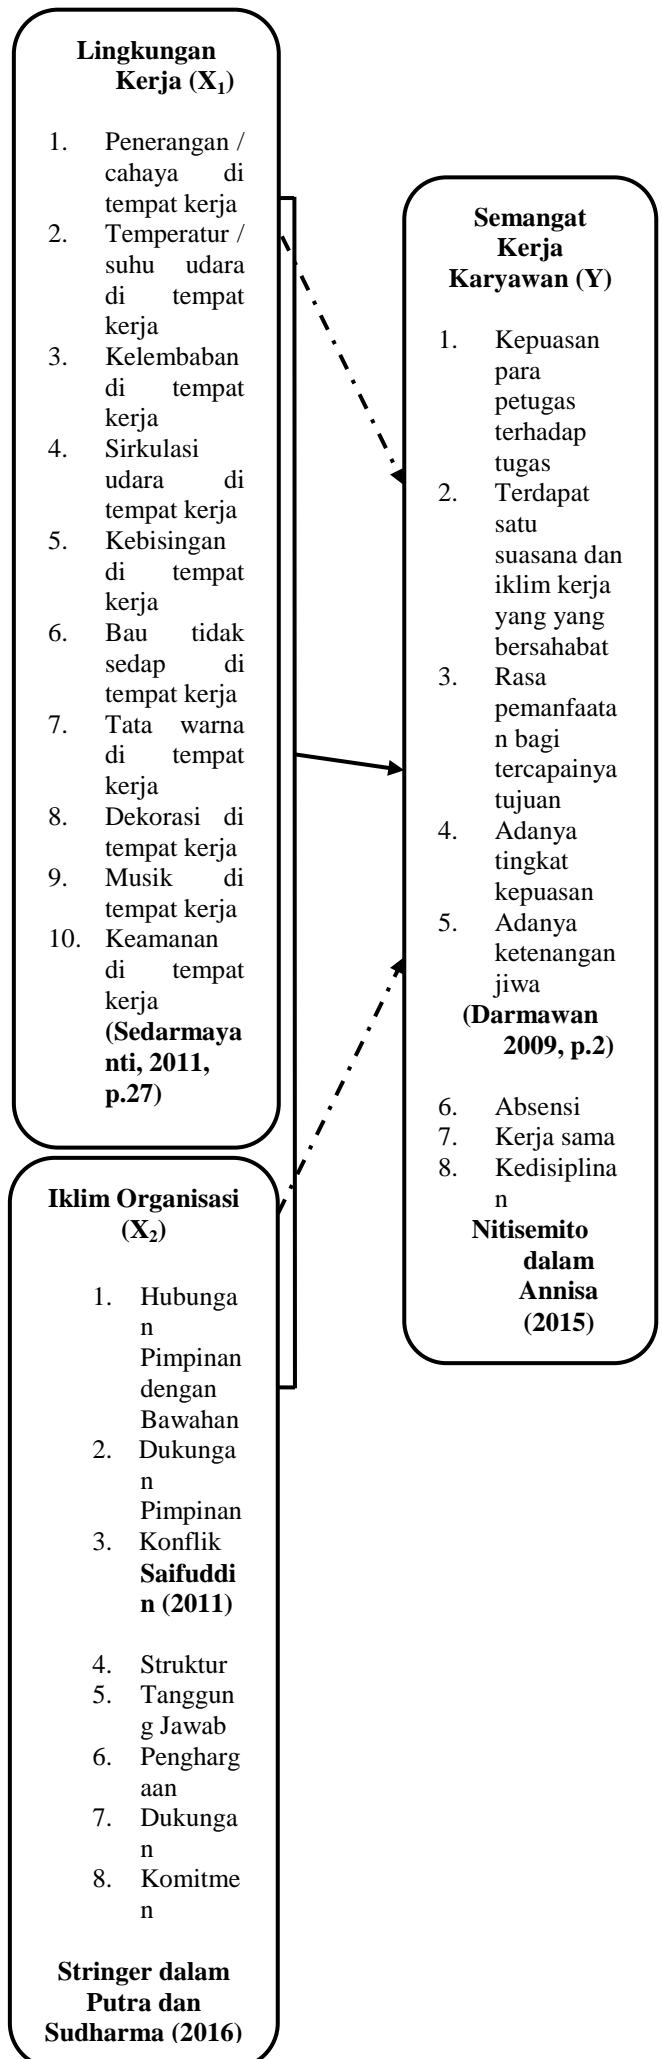 Lingkungan
Kerja (X1)
1. Penerangan /
cahaya di
tempat kerja
2. Temperatur /
suhu udara
di tempat
kerja
3. Kelembaban
di tempat
kerja
4. Sirkulasi
udara di
tempat kerja
5. Kebisingan
di tempat
kerja
6. Bau tidak
sedap di
tempat kerja
7. Tata warna
di tempat
kerja
8. Dekorasi di
tempat kerja
9. Musik di
tempat kerja
10. Keamanan
di tempat
kerja
(Sedarmaya
nti, 2011,
p.27)
Iklim Organisasi
(X2)
1. Hubunga
n
Pimpinan
dengan
Bawahan
2. Dukunga
n
Pimpinan
3. Konflik
Saifuddi
n (2011)
4. Struktur
5. Tanggun
g Jawab
6. Pengharg
aan
7. Dukunga
n
8. Komitme
n
Stringer dalam
Putra dan
Sudharma (2016)
Semangat
Kerja
Karyawan (Y)
1. Kepuasan
para
petugas
terhadap
tugas
2. Terdapat
satu
suasana dan
iklim kerja
yang yang
bersahabat
3. Rasa
pemanfaata
n bagi
tercapainya
tujuan
4. Adanya
tingkat
kepuasan
5. Adanya
ketenangan
jiwa
(Darmawan
2009, p.2)
6. Absensi
7. Kerja sama
8. Kedisiplina
n
Nitisemito
dalam
Annisa
(2015)